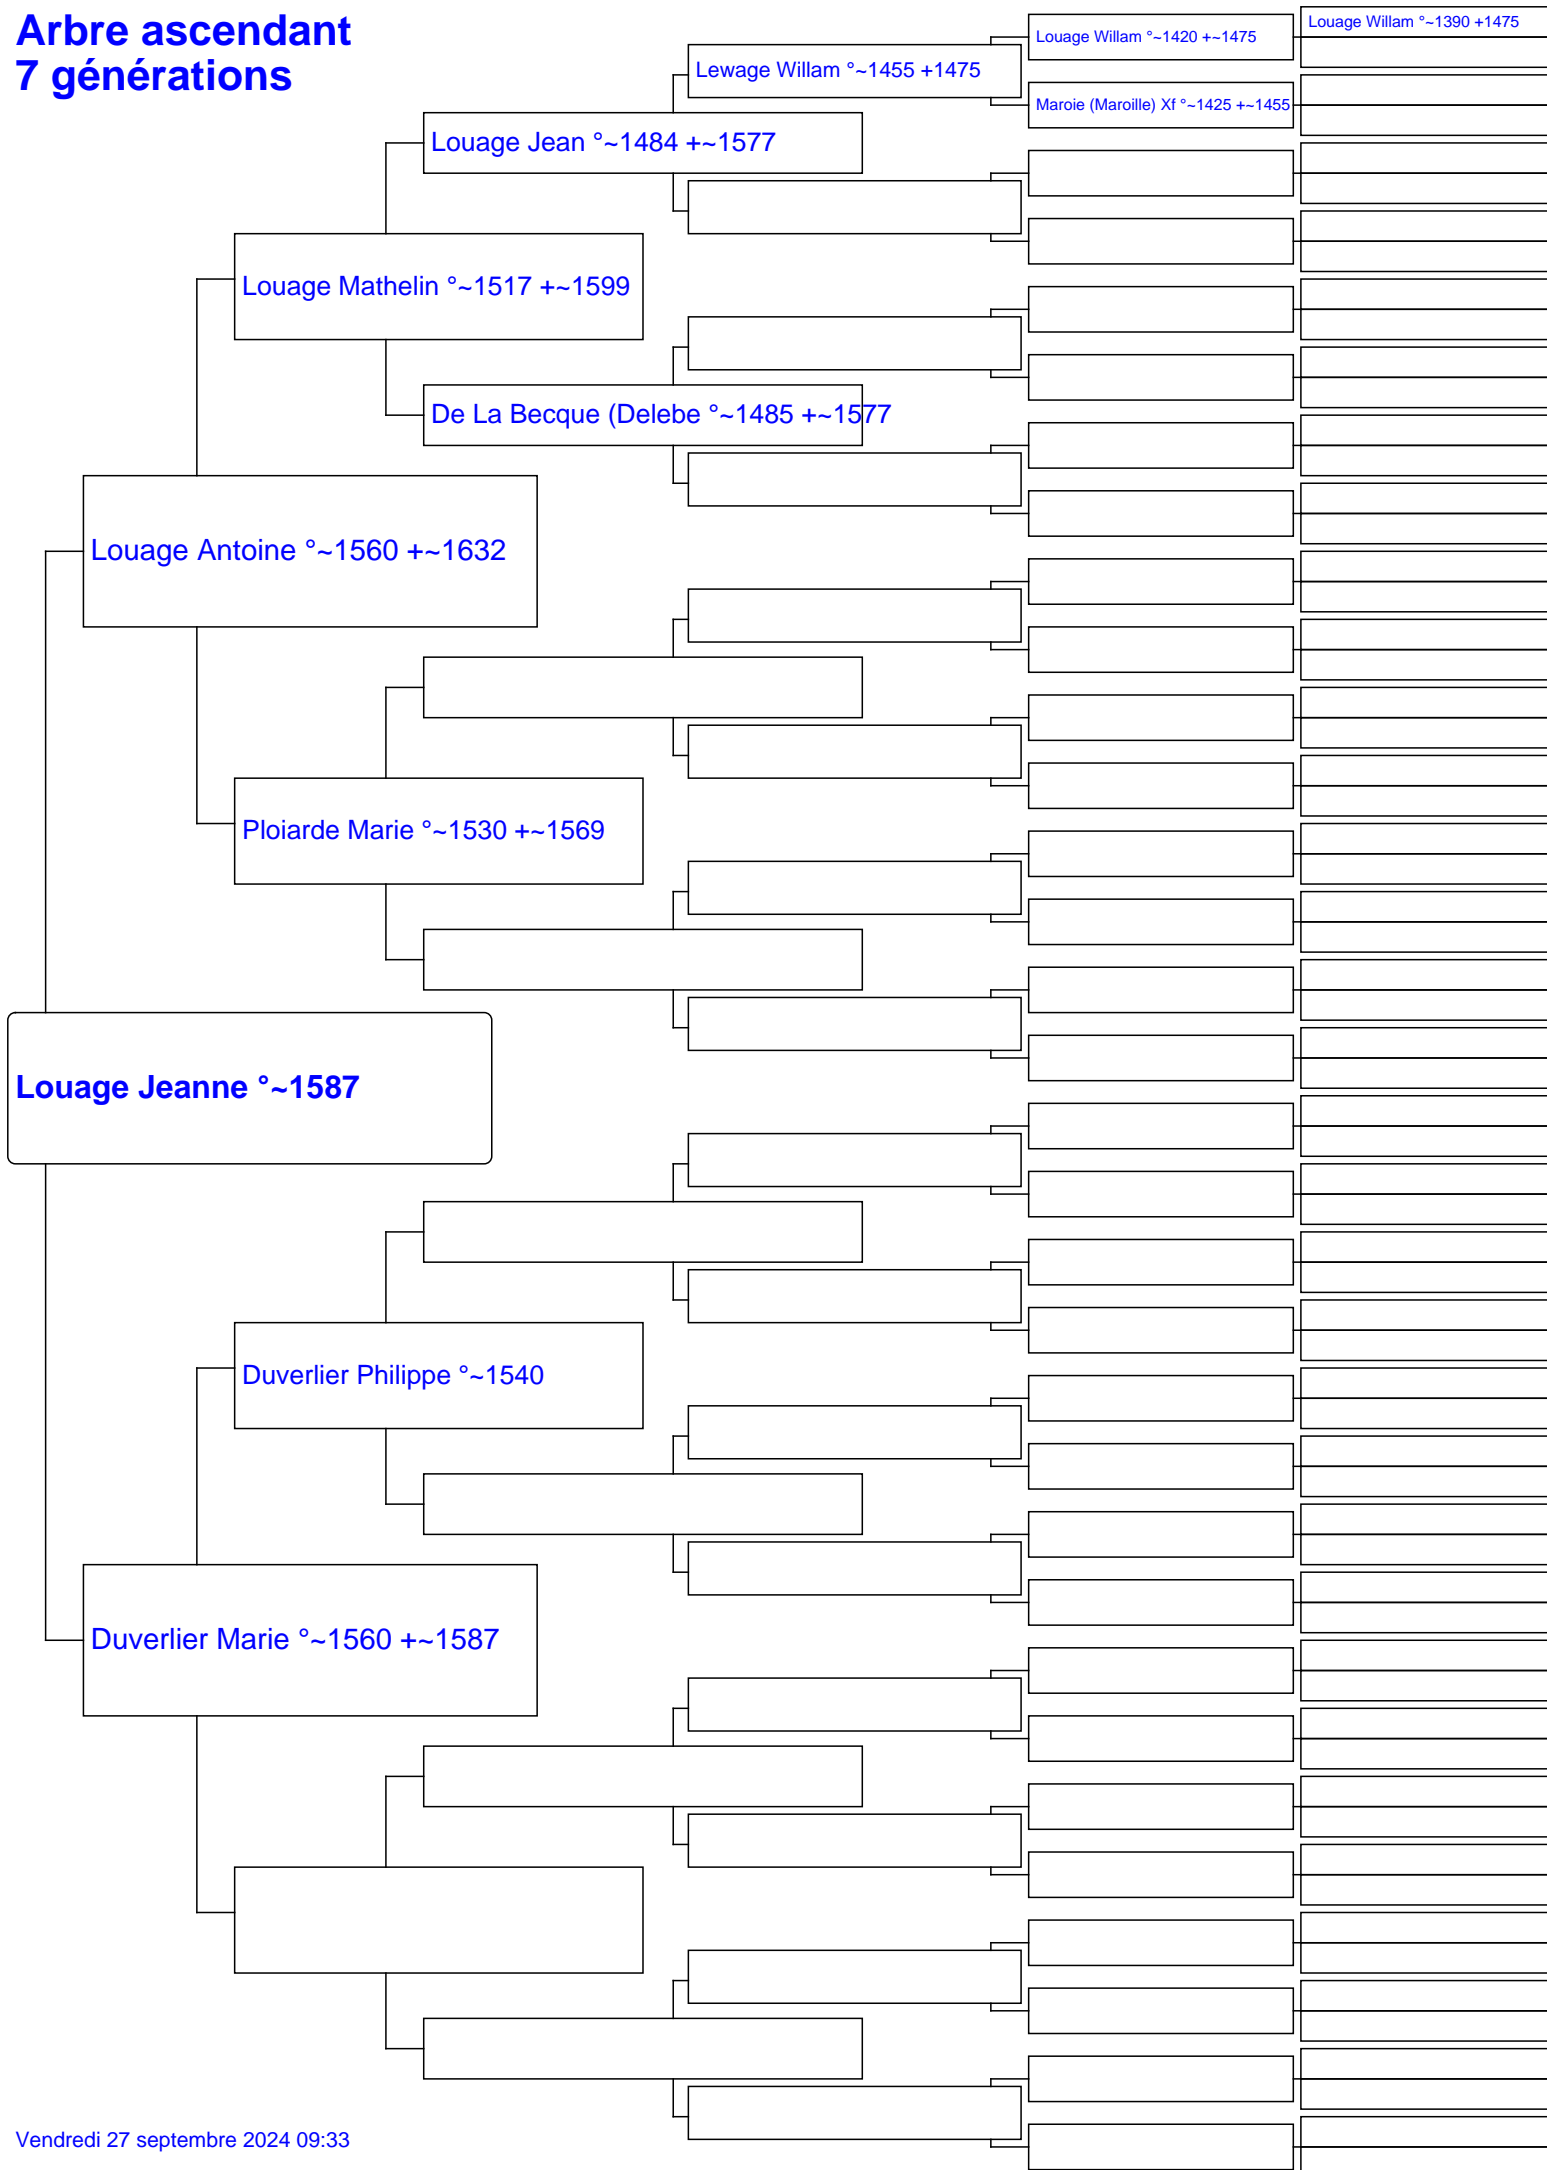 Arbre ascendant
7 générations
Louage Willam °~1390 +1475
Louage Willam °~1420 +~1475
Lewage Willam °~1455 +1475
Maroie (Maroille) Xf °~1425 +~1455
Louage Jean °~1484 +~1577
Louage Mathelin °~1517 +~1599
De La Becque (Delebe °~1485 +~1577
Louage Antoine °~1560 +~1632
Ploiarde Marie °~1530 +~1569
Louage Jeanne °~1587
Duverlier Philippe °~1540
Duverlier Marie °~1560 +~1587
Vendredi 27 septembre 2024 09:33